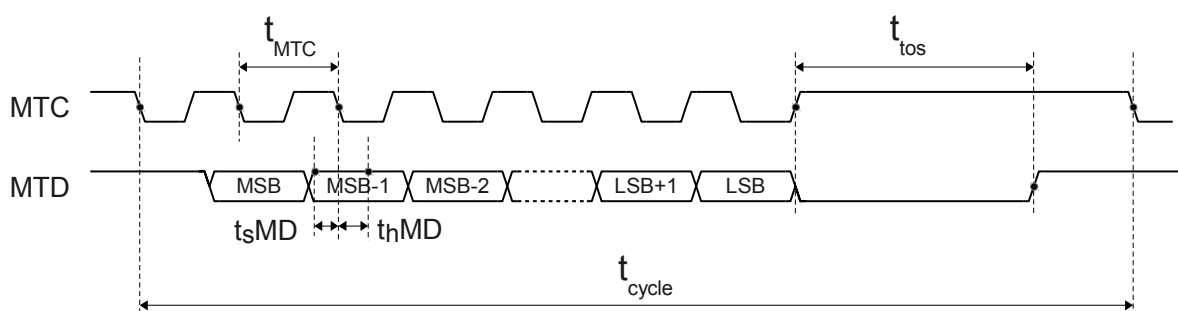 tMTC
ttos
MTC
MTD
MSB
MSB-1
MSB-2
LSB+1
LSB
tsMD
thMD
tcycle